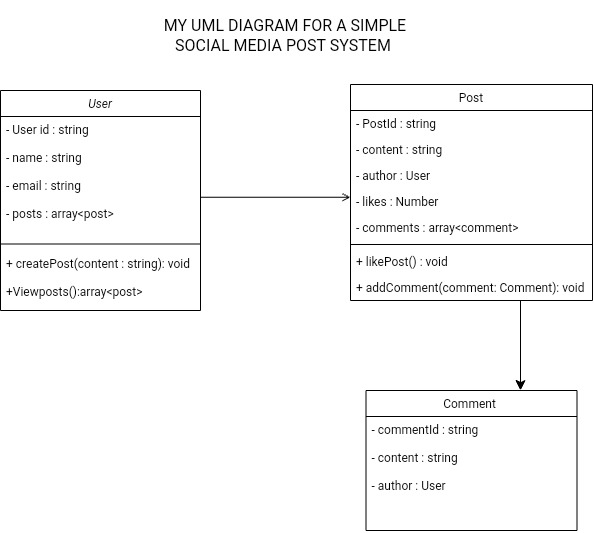 MY UML DIAGRAM FOR A SIMPLE
SOCIAL MEDIA POST SYSTEM
User
- User id : string
- name : string
- email : string
- posts : array<post>
+ createPost(content : string): void
+Viewposts():array<post>
Post
- PostId : string
- content : string
- author : User
- likes : Number
- comments : array<comment>
+ likePost() : void
+ addComment(comment: Comment): void
Comment
- commentId : string
- content : string
- author : User